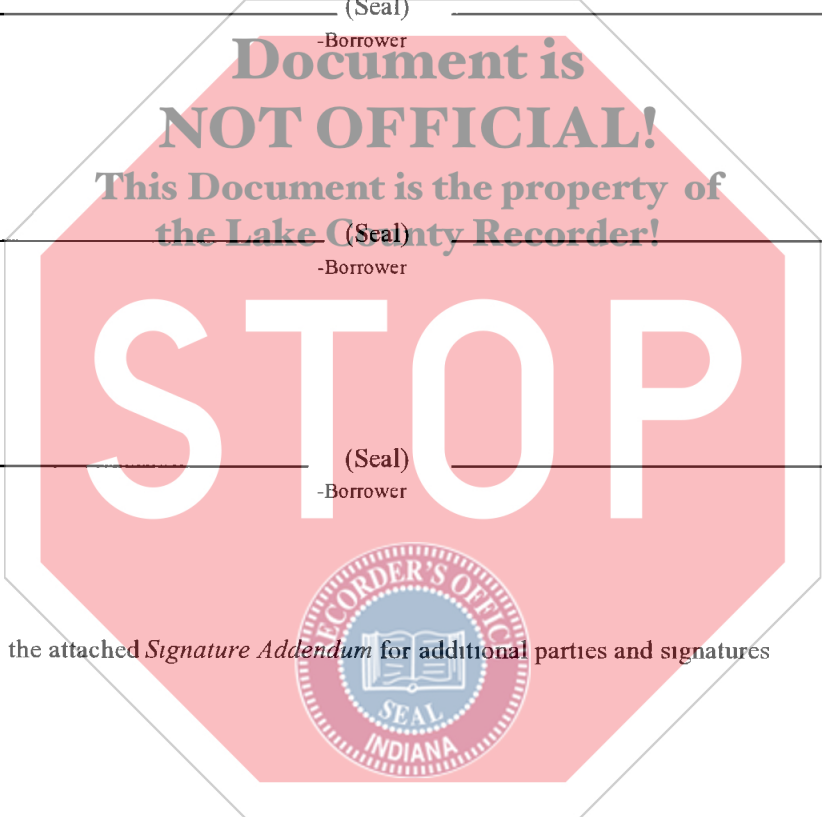 (Seal)
-Borrower
Document is
NOT OFFICIAL!
This Document is the property of
the Lake County Recorder!
(Seal)
-Borrower
STOP
(Seal)
-Borrower
RECORDER'S OFFIC
the attached Signature Addendum for additional parties and signatures
SEAL
INDIANA